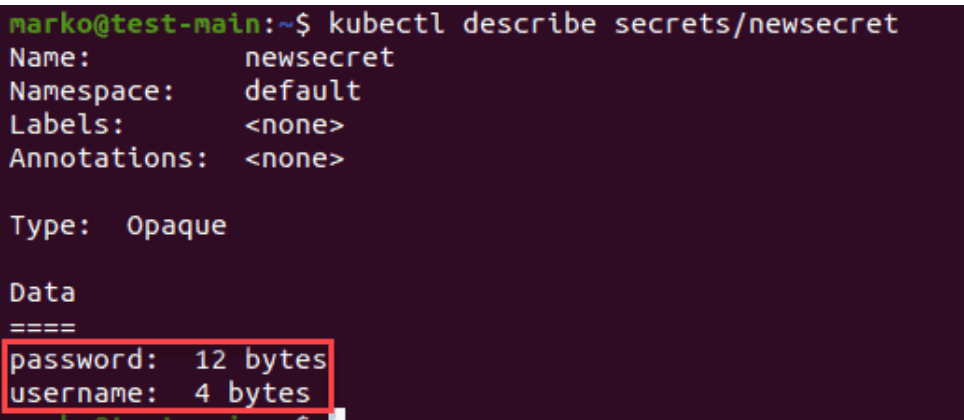 marko@test-main:~$ kubectl describe secrets/newsecret
Name:         newsecret
Namespace:    default
Labels:       <none>
Annotations:  <none>
Type:  Opaque
Data
====
password:  12 bytes
username:  4 bytes